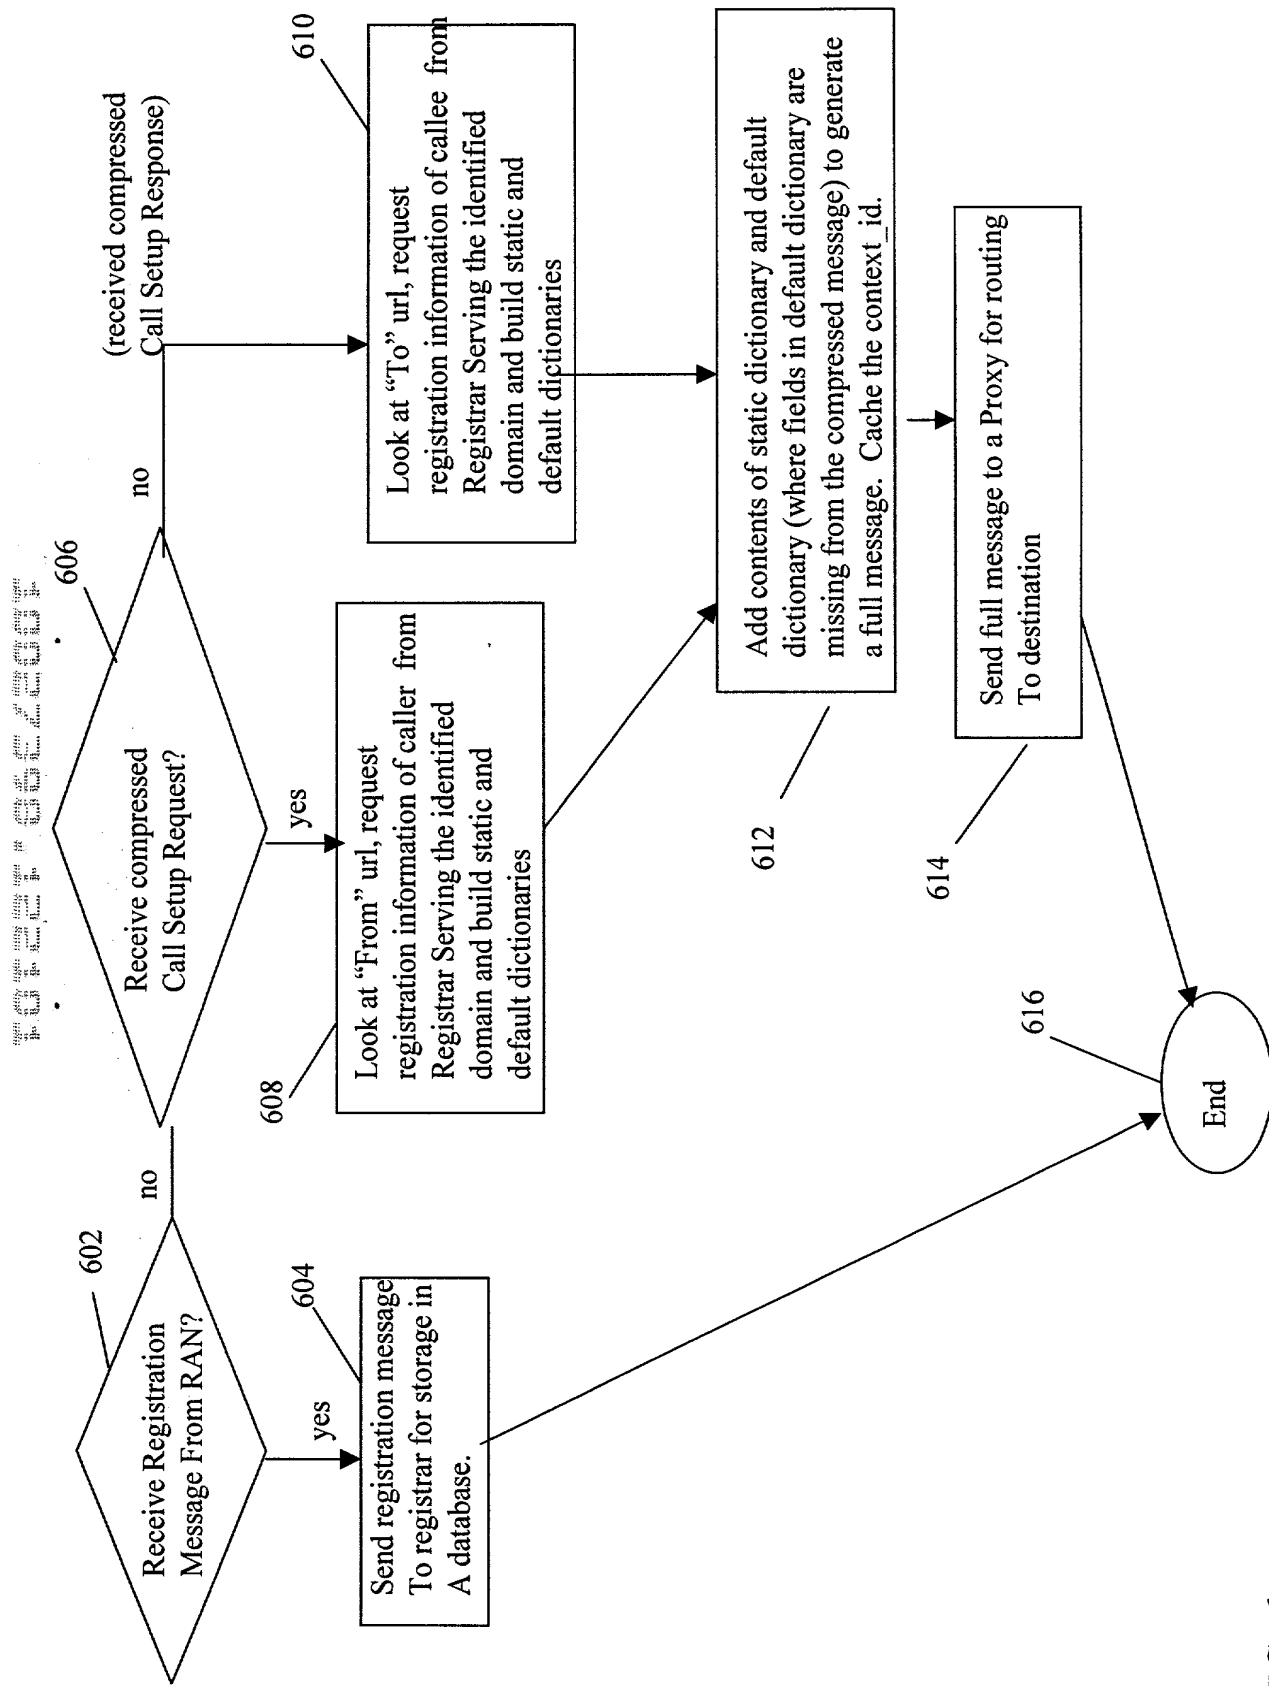 602
Receive Registration
Message From RAN?
no
yes
604
Send registration message
To registrar for storage in
A database.
606
Receive compressed
Call Setup Request?
yes
no
(received compressed
Call Setup Response)
608
Look at “From” url, request
registration information of caller from
Registrar Serving the identified
domain and build static and
default dictionaries
610
Look at “To” url, request
registration information of callee from
Registrar Serving the identified
domain and build static and
default dictionaries
612
Add contents of static dictionary and default
dictionary (where fields in default dictionary are
missing from the compressed message) to generate
a full message. Cache the context_id.
614
Send full message to a Proxy for routing
To destination
616
End